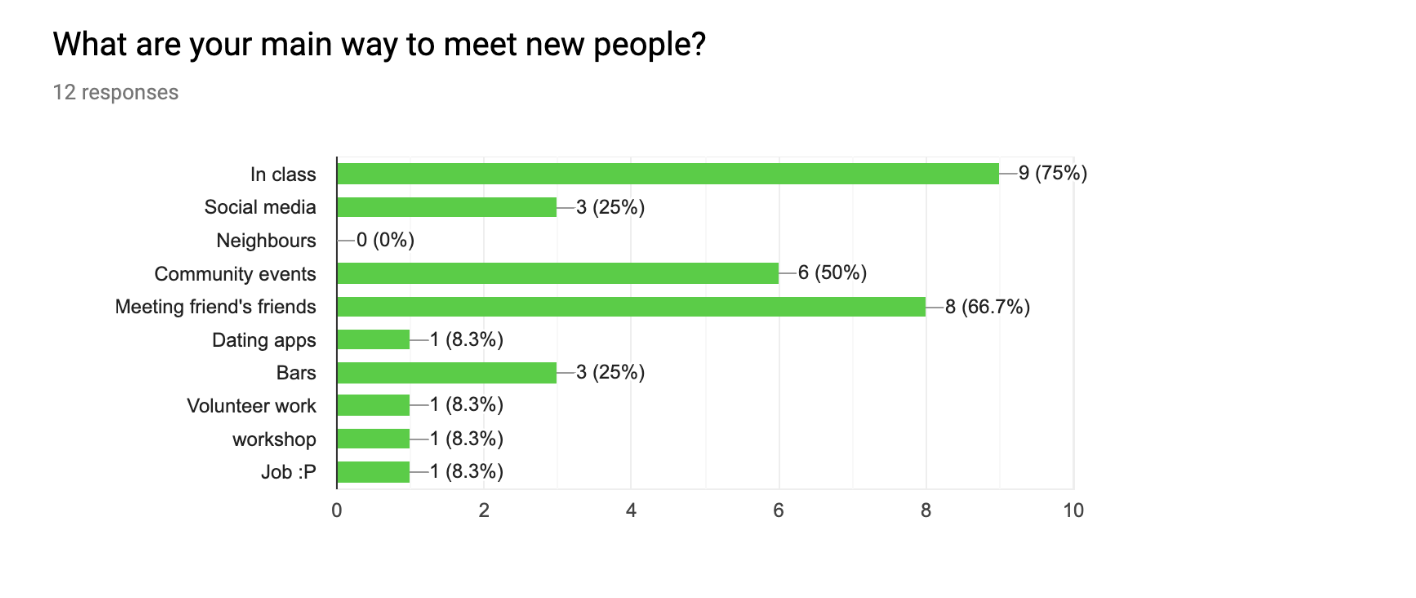 What are your main way to meet new people?
12 responses
In class 9 (75%)
Social media 3 (25%)
Neighbours 0 (0%)
Community events 6 (50%)
Meeting friend's friends 8 (66.7%)
Dating apps 1 (8.3%)
Bars 3 (25%)
Volunteer work 1 (8.3%)
workshop 1 (8.3%)
Job :P 1 (8.3%)
0 2 4 6 8 10